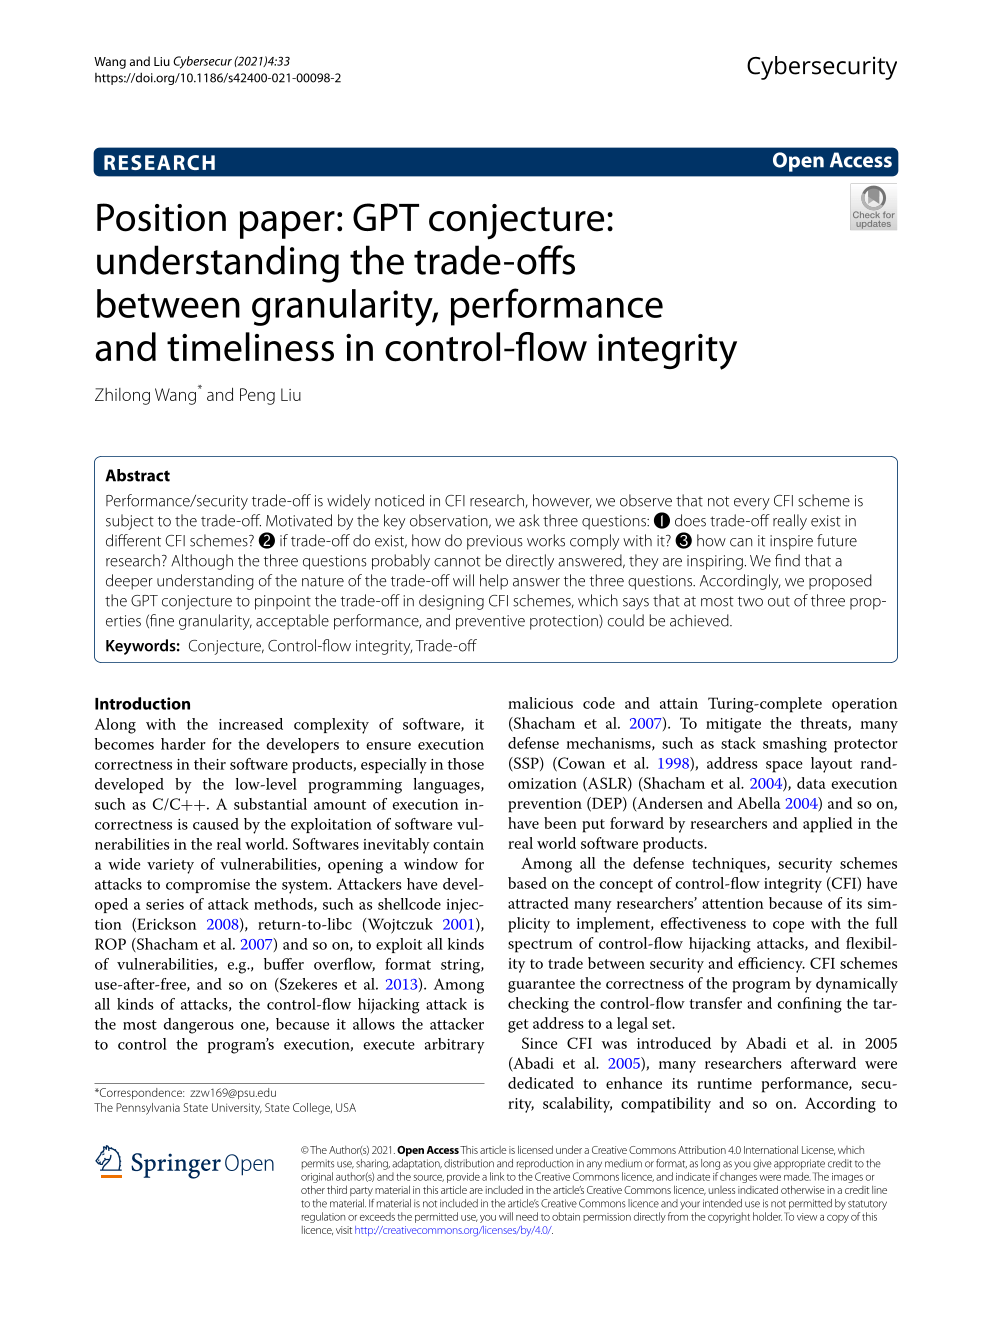 Wang and Liu Cybersecur (2021) 4:33
https://doi.org/10.1186/s42400-021-00098-2
Cybersecurity
RESEARCH
Open Access
Check for
updates
Position paper: GPT conjecture:
understanding the trade-offs
between granularity, performance
and timeliness in control-flow integrity
Zhilong Wang* and Peng Liu
Abstract
Performance/security trade-off is widely noticed in CFI research, however, we observe that not every CFI scheme is
subject to the trade-off. Motivated by the key observation, we ask three questions: ❶ does trade-off really exist in
different CFI schemes? ❷ if trade-off do exist, how do previous works comply with it? ❸ how can it inspire future
research? Although the three questions probably cannot be directly answered, they are inspiring. We find that a
deeper understanding of the nature of the trade-off will help answer the three questions. Accordingly, we proposed
the GPT conjecture to pinpoint the trade-off in designing CFI schemes, which says that at most two out of three prop-
erties (fine granularity, acceptable performance, and preventive protection) could be achieved.
Keywords: Conjecture, Control-flow integrity, Trade-off
Introduction
Along with the increased complexity of software, it
becomes harder for the developers to ensure execution
correctness in their software products, especially in those
developed by the low-level programming languages,
such as C/C++. A substantial amount of execution in-
correctness is caused by the exploitation of software vul-
nerabilities in the real world. Softwares inevitably contain
a wide variety of vulnerabilities, opening a window for
attacks to compromise the system. Attackers have devel-
oped a series of attack methods, such as shellcode injec-
tion (Erickson 2008), return-to-libc (Wojtczuk 2001),
ROP (Shacham et al. 2007) and so on, to exploit all kinds
of vulnerabilities, e.g., buffer overflow, format string,
use-after-free, and so on (Szekeres et al. 2013). Among
all kinds of attacks, the control-flow hijacking attack is
the most dangerous one, because it allows the attacker
to control the program's execution, execute arbitrary
malicious code and attain Turing-complete operation
(Shacham et al. 2007). To mitigate the threats, many
defense mechanisms, such as stack smashing protector
(SSP) (Cowan et al. 1998), address space layout rand-
omization (ASLR) (Shacham et al. 2004), data execution
prevention (DEP) (Andersen and Abella 2004) and so on,
have been put forward by researchers and applied in the
real world software products.
Among all the defense techniques, security schemes
based on the concept of control-flow integrity (CFI) have
attracted many researchers' attention because of its sim-
plicity to implement, effectiveness to cope with the full
spectrum of control-flow hijacking attacks, and flexibil-
ity to trade between security and efficiency. CFI schemes
guarantee the correctness of the program by dynamically
checking the control-flow transfer and confining the tar-
get address to a legal set.
Since CFI was introduced by Abadi et al. in 2005
(Abadi et al. 2005), many researchers afterward were
dedicated to enhance its runtime performance, secu-
rity, scalability, compatibility and so on. According to
*Correspondence: zzw169@psu.edu
The Pennsylvania State University, State College, USA
Springer Open
© The Author(s) 2021. Open Access This article is licensed under a Creative Commons Attribution 4.0 International License, which
permits use, sharing, adaptation, distribution and reproduction in any medium or format, as long as you give appropriate credit to the
original author(s) and the source, provide a link to the Creative Commons licence, and indicate if changes were made. The images or
other third party material in this article are included in the article's Creative Commons licence, unless indicated otherwise in a credit line
to the material. If material is not included in the article's Creative Commons licence and your intended use is not permitted by statutory
regulation or exceeds the permitted use, you will need to obtain permission directly from the copyright holder. To view a copy of this
licence, visit http://creativecommons.org/licenses/by/4.0/.